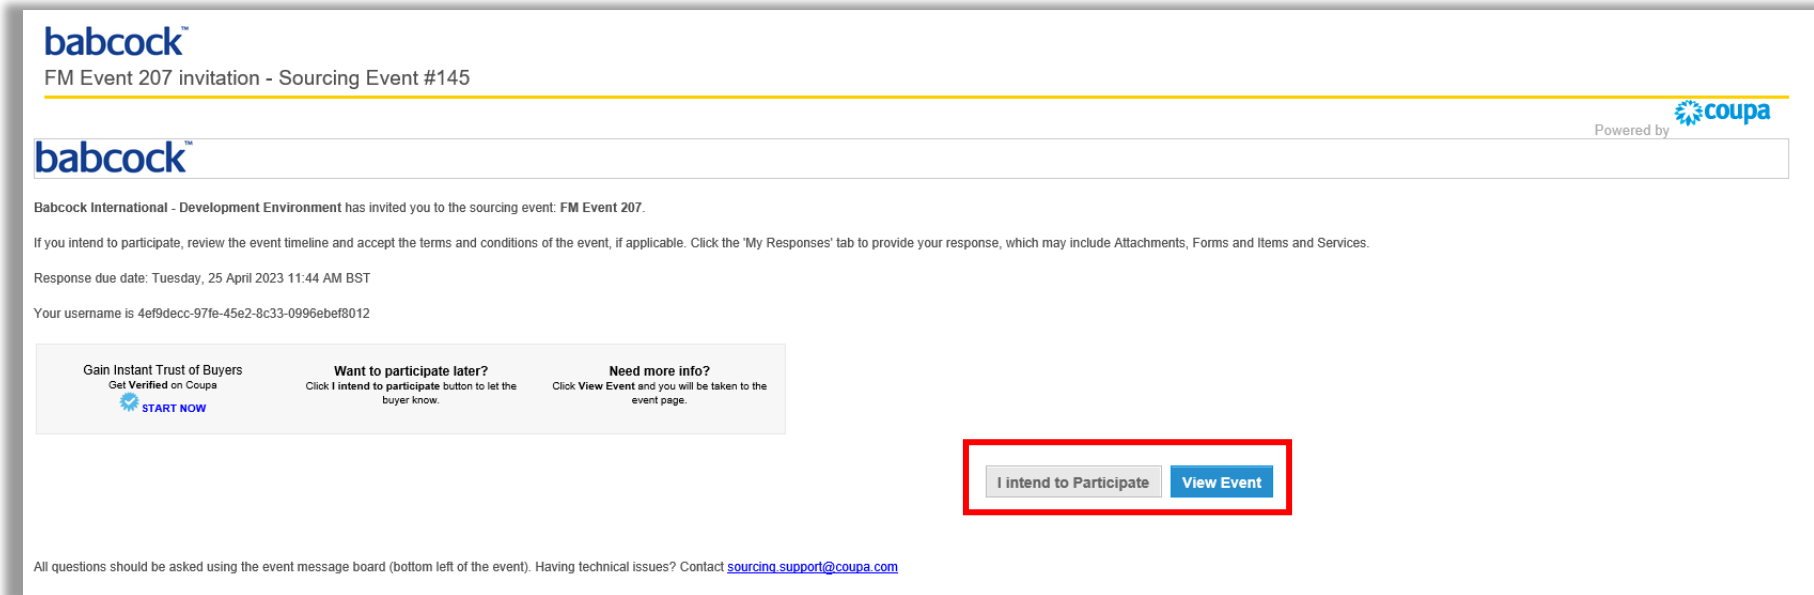 babcock™
FM Event 207 invitation - Sourcing Event #145
Powered by coupa
babcock™
Babcock International - Development Environment has invited you to the sourcing event: FM Event 207.
If you intend to participate, review the event timeline and accept the terms and conditions of the event, if applicable. Click the 'My Responses' tab to provide your response, which may include Attachments, Forms and Items and Services.
Response due date: Tuesday, 25 April 2023 11:44 AM BST
Your username is 4ef9decc-97fe-45e2-8c33-0996ebef8012
Gain Instant Trust of Buyers
Get Verified on Coupa
START NOW
Want to participate later?
Click I intend to participate button to let the
buyer know.
Need more info?
Click View Event and you will be taken to the
event page.
I intend to Participate
View Event
All questions should be asked using the event message board (bottom left of the event). Having technical issues? Contact sourcing.support@coupa.com